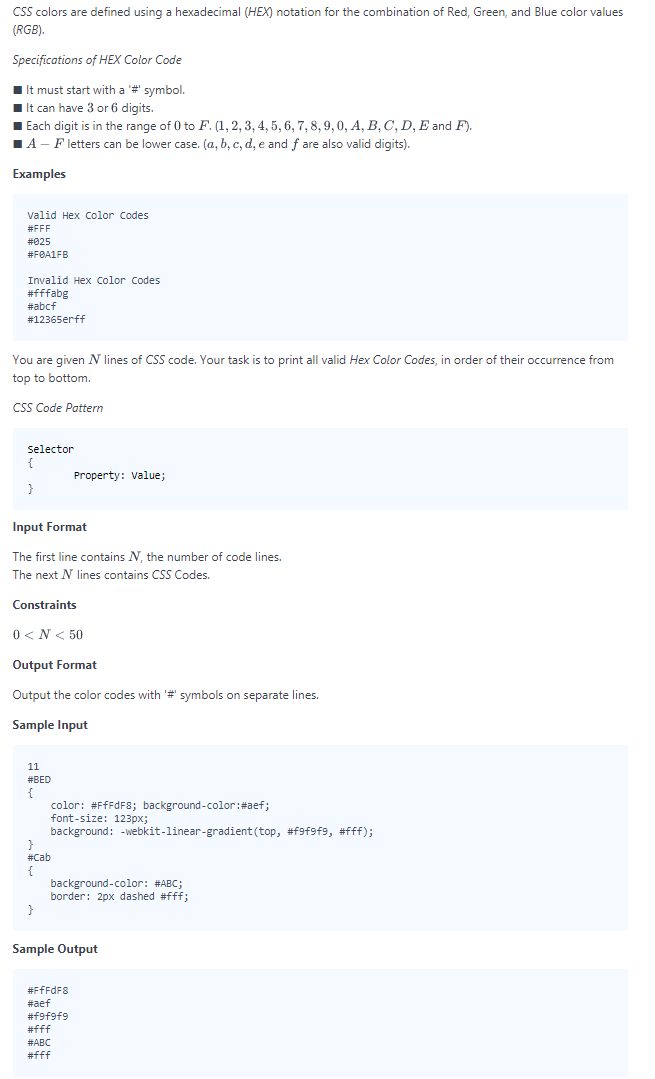 CSS colors are defined using a hexadecimal (HEX) notation for the combination of Red, Green, and Blue color values
(RGB).
Specifications of HEX Color Code
■ It must start with a '#' symbol.
■ It can have 3 or 6 digits.
■ Each digit is in the range of 0 to F. (1, 2, 3, 4, 5, 6, 7, 8, 9, 0, A, B, C, D, E and F).
■ A − F letters can be lower case. (a, b, c, d, e and f are also valid digits).
Examples
Valid Hex Color Codes
#FFF
#025
#F0A1FB
Invalid Hex Color Codes
#fffabg
#abcf
#12365erff
You are given N lines of CSS code. Your task is to print all valid Hex Color Codes, in order of their occurrence from
top to bottom.
CSS Code Pattern
Selector
{
Property: Value;
}
Input Format
The first line contains N, the number of code lines.
The next N lines contains CSS Codes.
Constraints
0 < N < 50
Output Format
Output the color codes with '#' symbols on separate lines.
Sample Input
11
#BED
{
color: #FfFdF8; background-color:#aef;
font-size: 123px;
background: -webkit-linear-gradient(top, #f9f9f9, #fff);
}
#Cab
{
background-color: #ABC;
border: 2px dashed #fff;
}
Sample Output
#FfFdF8
#aef
#f9f9f9
#fff
#ABC
#fff